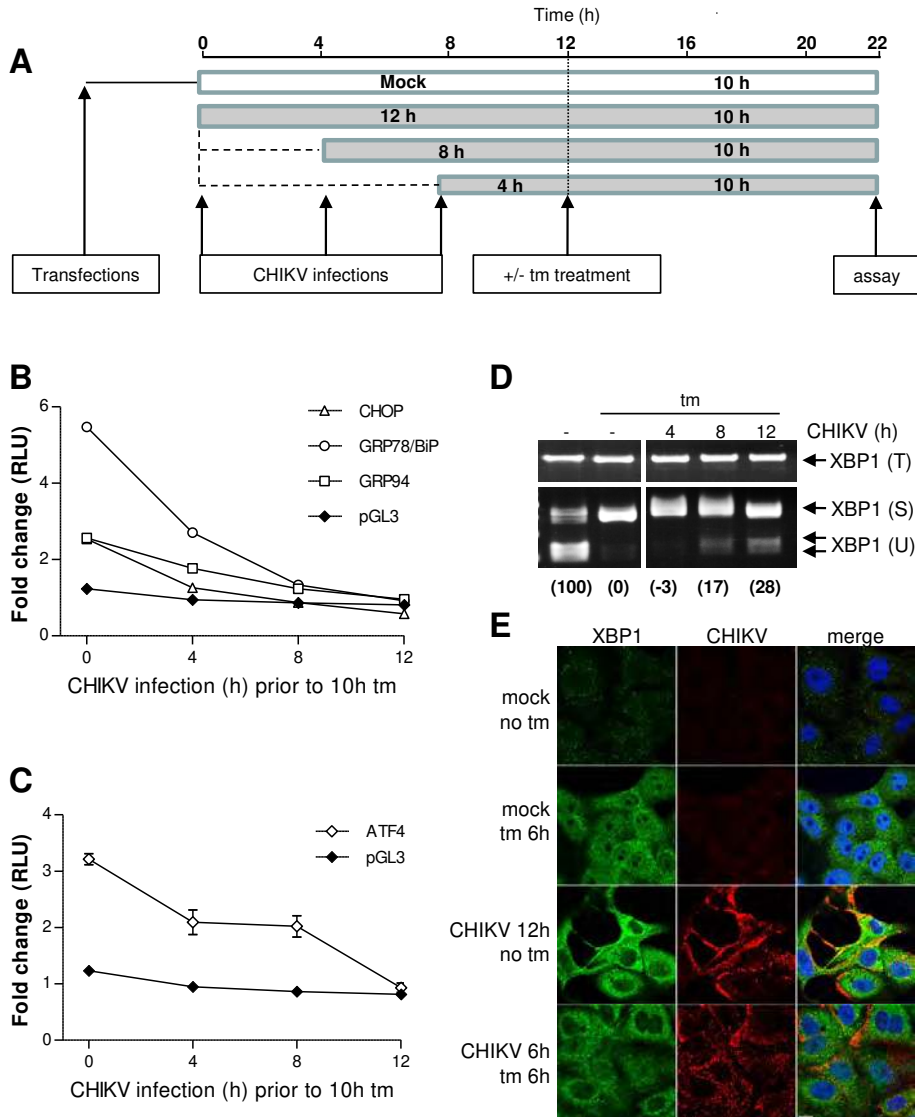 Time (h)
A
0 4 8 12 16 20 22
Mock 10 h
12 h 10 h
8 h 10 h
4 h 10 h
Transfections CHIKV infections +/- tm treatment assay
B
Fold change (RLU)
6
4
2
0
0 4 8 12
CHIKV infection (h) prior to 10h tm
CHOP
GRP78/BiP
GRP94
pGL3
C
Fold change (RLU)
4
3
2
1
0
0 4 8 12
CHIKV infection (h) prior to 10h tm
ATF4
pGL3
D
tm
- - 4 8 12 CHIKV (h)
XBP1 (T)
XBP1 (S)
XBP1 (U)
(100) (0) (-3) (17) (28)
E
XBP1 CHIKV merge
mock
no tm
mock
tm 6h
CHIKV 12h
no tm
CHIKV 6h
tm 6h